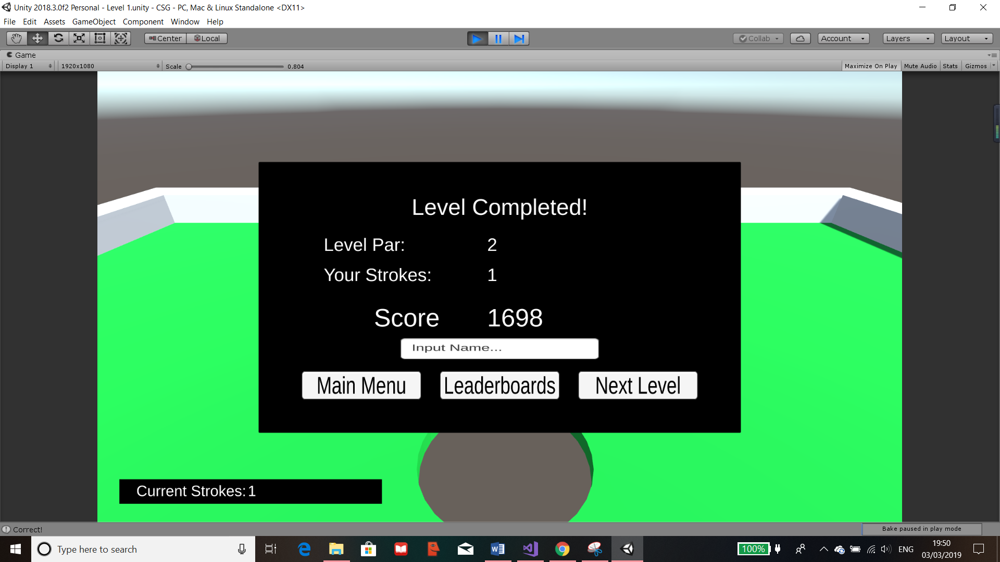 Unity 2018.3.0f2 Personal - Level 1.unity - CSG - PC, Mac & Linux Standalone <DX11>
File Edit Assets GameObject Component Window Help
Center Local Collab Account Layers Layout
Game
Display 1 1920x1080 Scale 0.804 Maximize On Play Mute Audio Stats Gizmos
Level Completed!
Level Par: 2
Your Strokes: 1
Score 1698
Input Name...
Main Menu Leaderboards Next Level
Current Strokes: 1
Correct!
Bake paused in play mode
Type here to search
100% ENG
19:50
03/03/2019